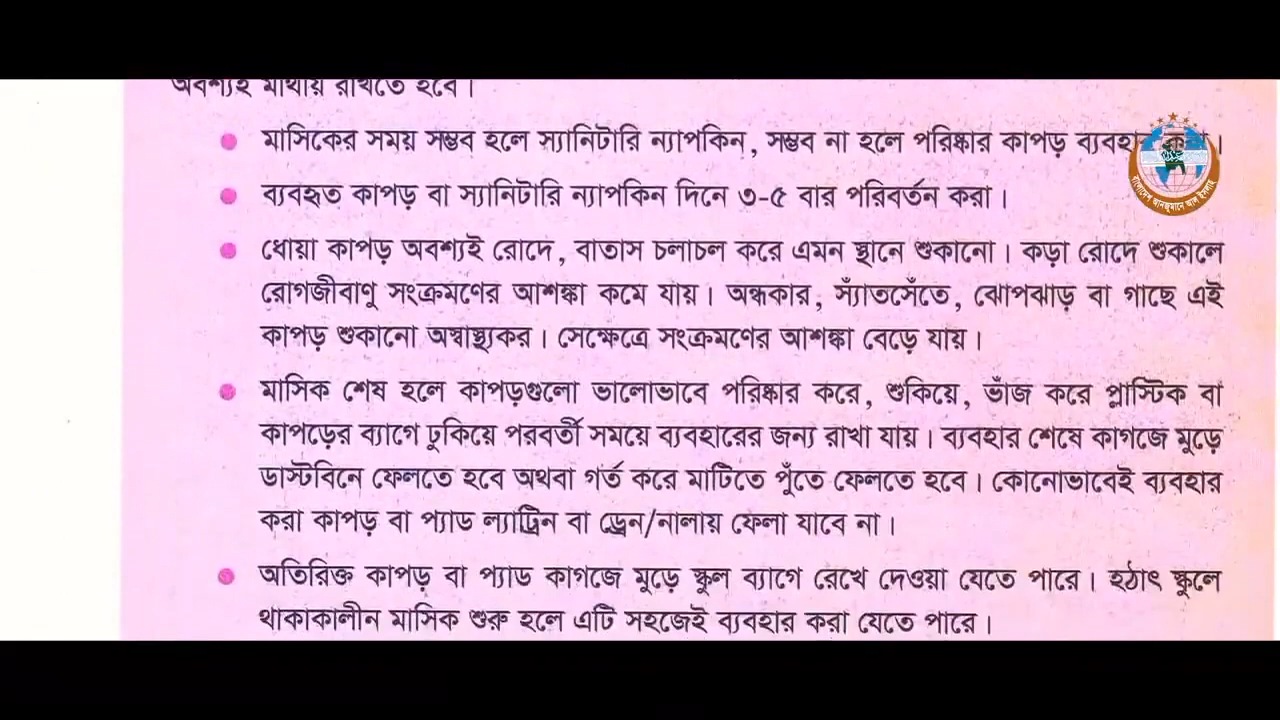 অবশ্যই মাথায় রাখতে হবে।
মাসিকের সময় সম্ভব হলে স্যানিটারি ন্যাপকিন, সম্ভব না হলে পরিষ্কার কাপড়
ব্যবহৃত কাপড় বা স্যানিটারি ন্যাপকিন দিনে ৩-৫ বার পরিবর্তন করা।
ধোয়া কাপড় অবশ্যই রোদে, বাতাস চলাচল করে এমন স্থানে শুকানো। কড়া রোদে শুকালে
রোগজীবাণু সংক্রমণের আশঙ্কা কমে যায়। অন্ধকার, স্যাঁতসেঁতে, ঝোপঝাড় বা গাছে এই
কাপড় শুকানো অস্বাস্থ্যকর। সেক্ষেত্রে সংক্রমণের আশঙ্কা বেড়ে যায়।
মাসিক শেষ হলে কাপড়গুলো ভালোভাবে পরিষ্কার করে, শুকিয়ে, ভাঁজ করে প্লাস্টিক বা
কাপড়ের ব্যাগে ঢুকিয়ে পরবর্তী সময়ে ব্যবহারের জন্য রাখা যায়। ব্যবহার শেষে কাগজে মুড়ে
ডাস্টবিনে ফেলতে হবে অথবা গর্ত করে মাটিতে পুঁতে ফেলতে হবে। কোনোভাবেই ব্যবহার
করা কাপড় বা প্যাড ল্যাট্রিন বা ড্রেন/নালায় ফেলা যাবে না।
অতিরিক্ত কাপড় বা প্যাড কাগজে মুড়ে স্কুল ব্যাগে রেখে দেওয়া যেতে পারে। হঠাৎ স্কুলে
থাকাকালীন মাসিক শুরু হলে এটি সহজেই ব্যবহার করা যেতে পারে।
বাংলাদেশ আনজুমানে আল ইসলাহ